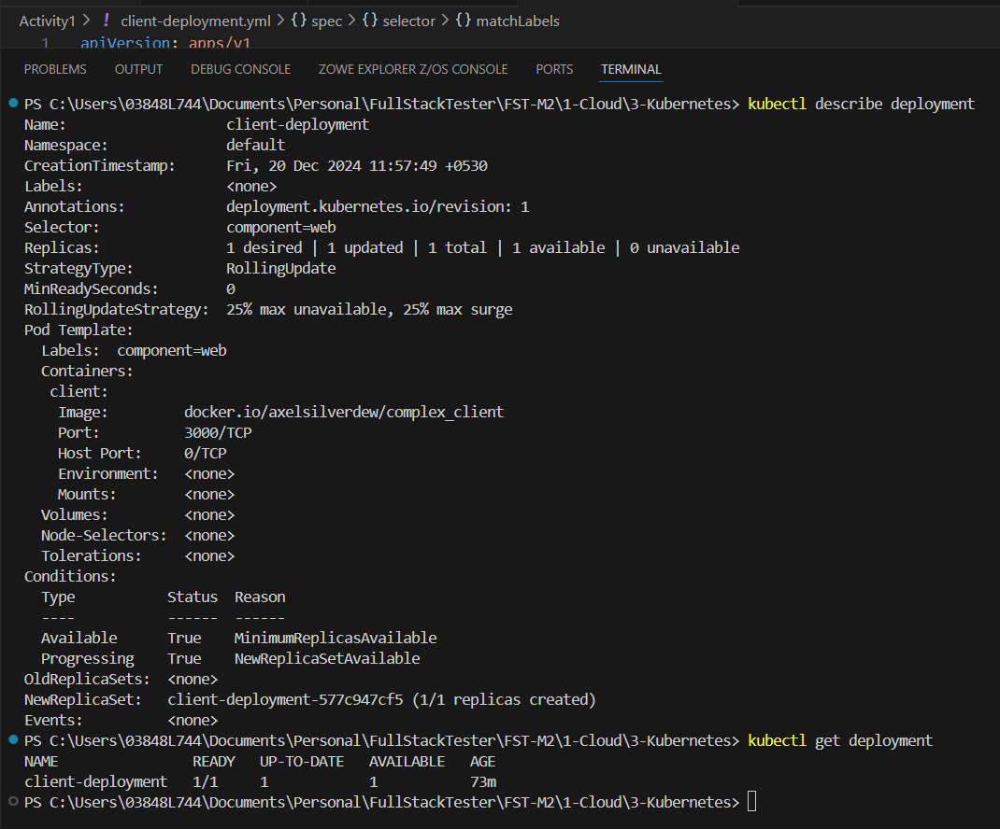 Activity1 > ! client-deployment.yml > {} spec > {} selector > {} matchLabels
1 apiVersion: apps/v1
PROBLEMS OUTPUT DEBUG CONSOLE ZOWE EXPLORER Z/OS CONSOLE PORTS TERMINAL
PS C:\Users\03848L744\Documents\Personal\FullStackTester\FST-M2\1-Cloud\3-Kubernetes> kubectl describe deployment
Name: client-deployment
Namespace: default
CreationTimestamp: Fri, 20 Dec 2024 11:57:49 +0530
Labels: <none>
Annotations: deployment.kubernetes.io/revision: 1
Selector: component=web
Replicas: 1 desired | 1 updated | 1 total | 1 available | 0 unavailable
StrategyType: RollingUpdate
MinReadySeconds: 0
RollingUpdateStrategy: 25% max unavailable, 25% max surge
Pod Template:
Labels: component=web
Containers:
client:
Image: docker.io/axelsilverdew/complex_client
Port: 3000/TCP
Host Port: 0/TCP
Environment: <none>
Mounts: <none>
Volumes: <none>
Node-Selectors: <none>
Tolerations: <none>
Conditions:
Type Status Reason
---- ------ ------
Available True MinimumReplicasAvailable
Progressing True NewReplicaSetAvailable
OldReplicaSets: <none>
NewReplicaSet: client-deployment-577c947cf5 (1/1 replicas created)
Events: <none>
PS C:\Users\03848L744\Documents\Personal\FullStackTester\FST-M2\1-Cloud\3-Kubernetes> kubectl get deployment
NAME READY UP-TO-DATE AVAILABLE AGE
client-deployment 1/1 1 1 73m
PS C:\Users\03848L744\Documents\Personal\FullStackTester\FST-M2\1-Cloud\3-Kubernetes>